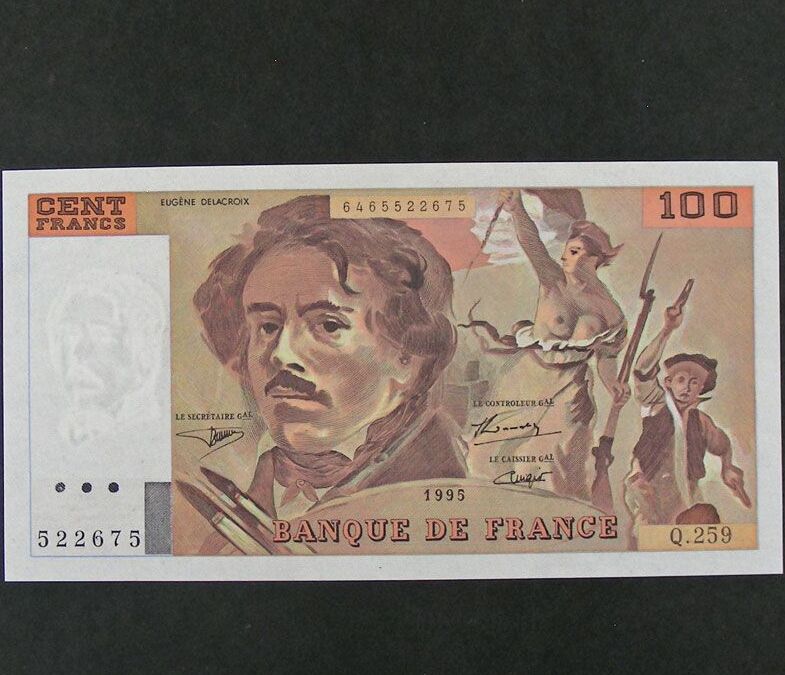 CENT
FRANCS
EUGÈNE DELACROIX
6465522675
100
LE SECRÉTAIRE GAL
LE CONTROLEUR GAL
LE CAISSIER GAL
1995
522675
BANQUE DE FRANCE
Q.259